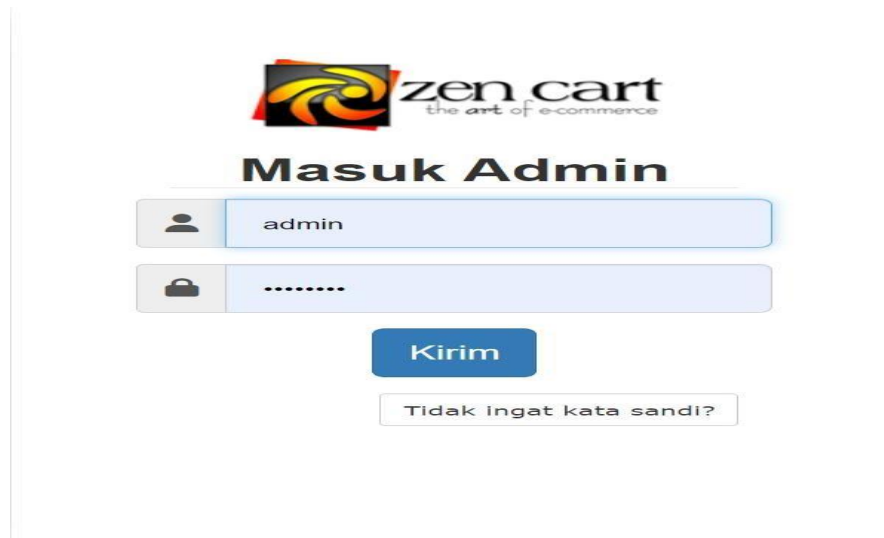 zen cart
the art of e-commerce
Masuk Admin
admin
••••••••
Kirim
Tidak ingat kata sandi?